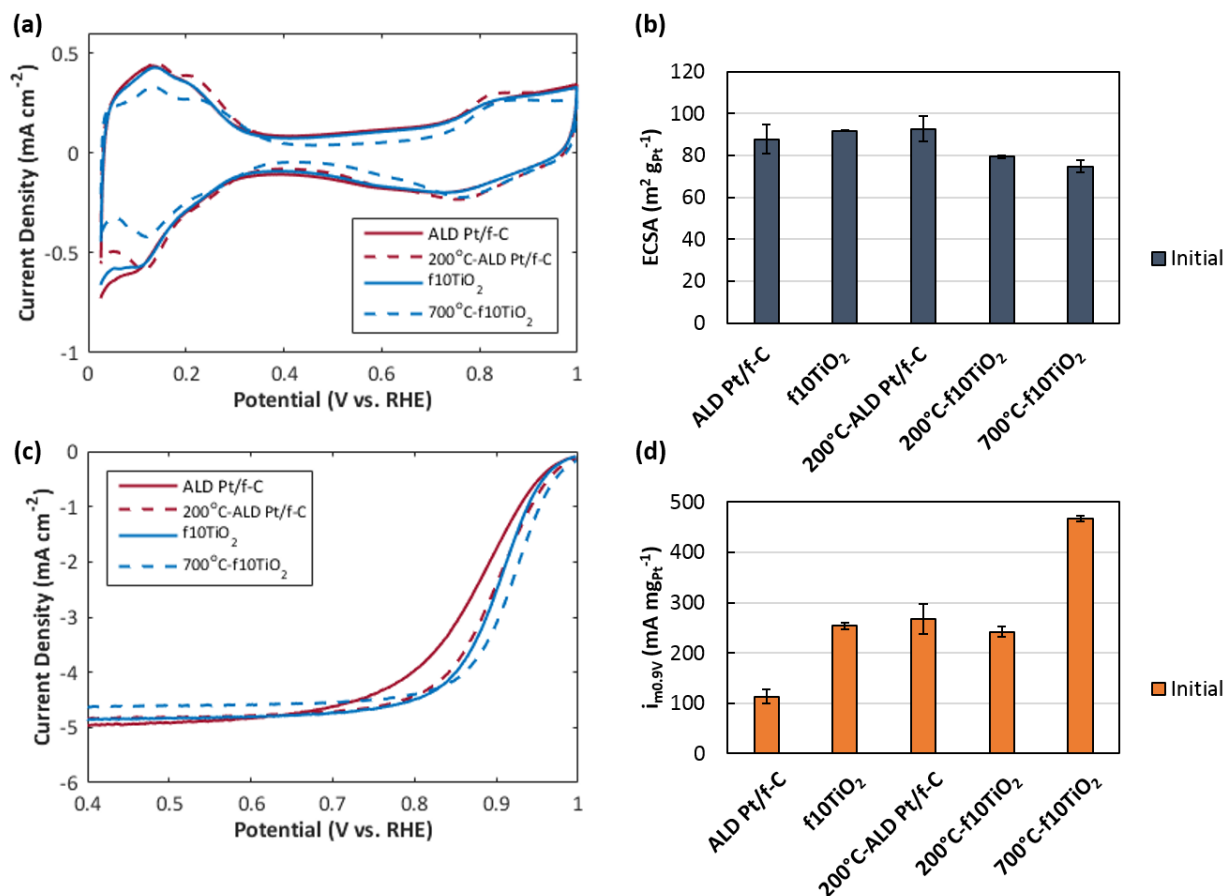 (a)
Current Density (mA cm⁻²)
0.5
0
-0.5
-1
0
0.2
0.4
0.6
0.8
1
Potential (V vs. RHE)
ALD Pt/f-C
200°C-ALD Pt/f-C
f10TiO₂
700°C-f10TiO₂
(b)
ECSA (m² gPt⁻¹)
120
100
80
60
40
20
0
ALD Pt/f-C
f10TiO₂
200°C-ALD Pt/f-C
200°C-f10TiO₂
700°C-f10TiO₂
Initial
(c)
Current Density (mA cm⁻²)
0
-1
-2
-3
-4
-5
-6
0.4
0.5
0.6
0.7
0.8
0.9
1
Potential (V vs. RHE)
ALD Pt/f-C
200°C-ALD Pt/f-C
f10TiO₂
700°C-f10TiO₂
(d)
im0.9V (mA mgPt⁻¹)
500
400
300
200
100
0
ALD Pt/f-C
f10TiO₂
200°C-ALD Pt/f-C
200°C-f10TiO₂
700°C-f10TiO₂
Initial